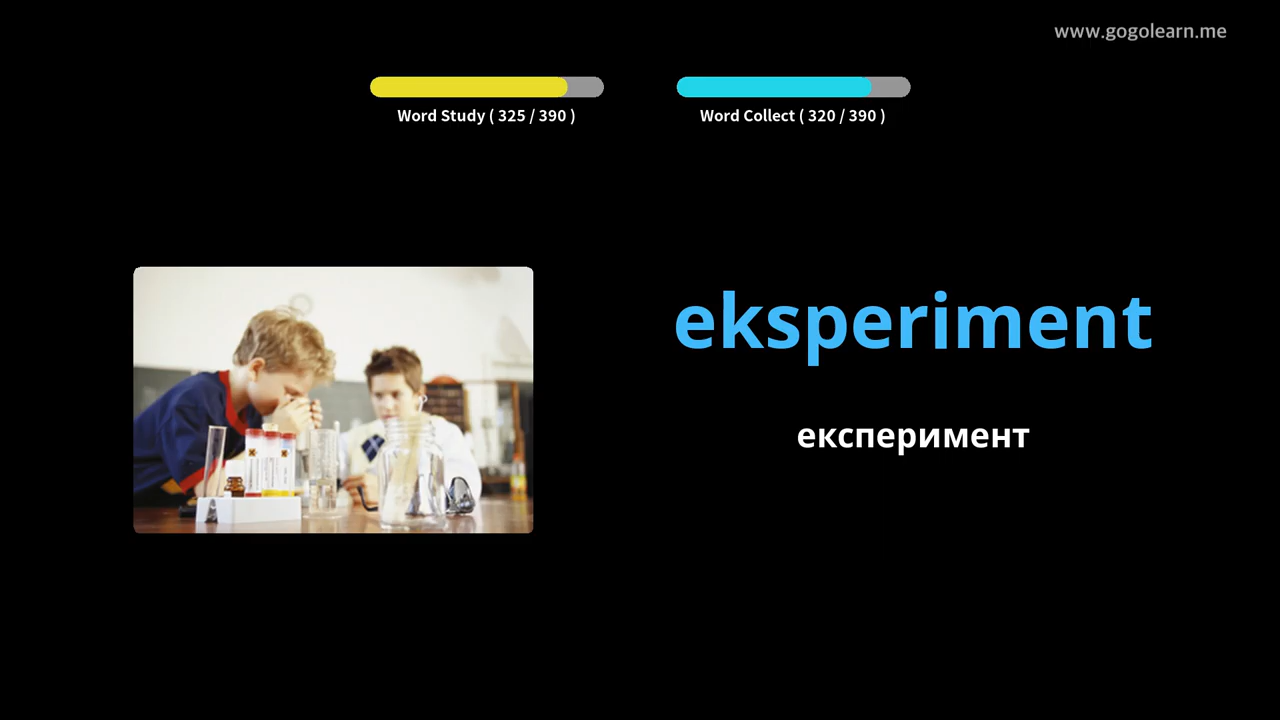 www.gogolearn.me
Word Study ( 325 / 390 )
Word Collect ( 320 / 390 )
eksperiment
експеримент